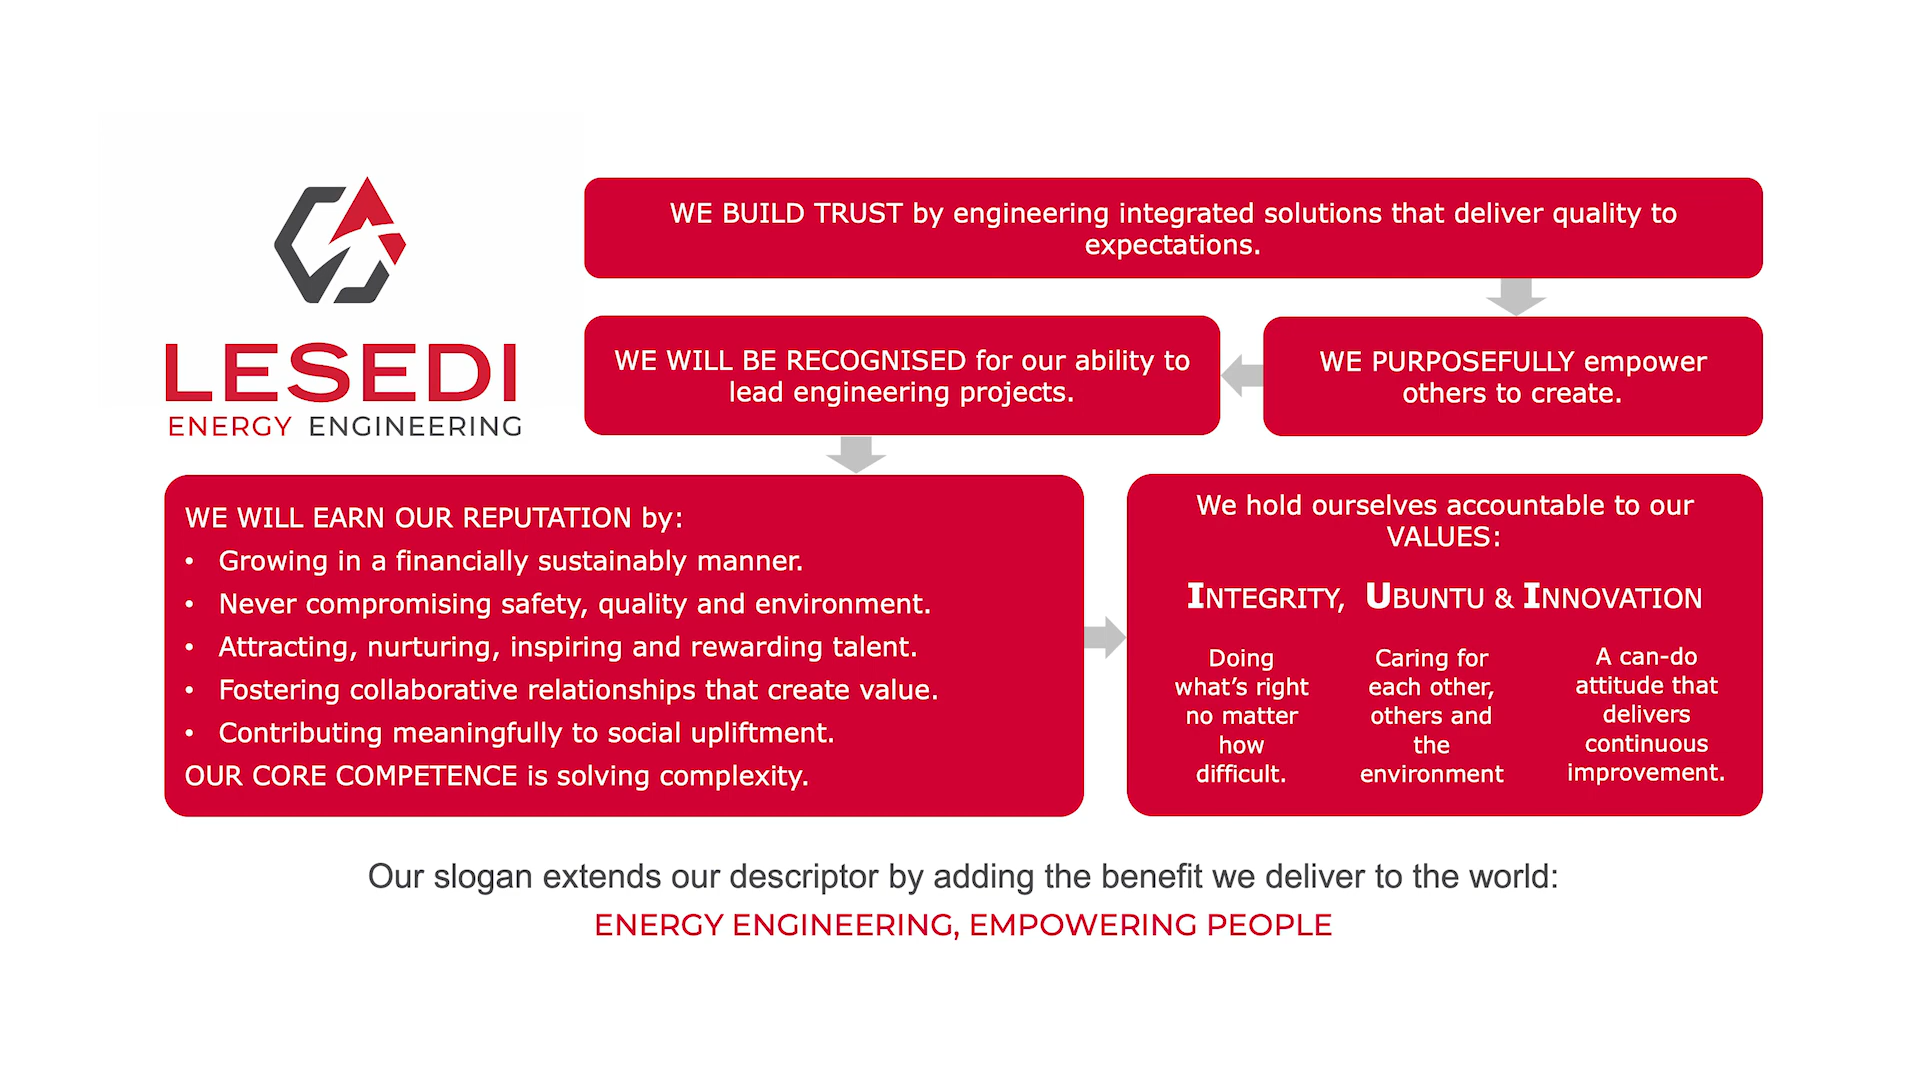 LESEDI
ENERGY ENGINEERING
WE BUILD TRUST by engineering integrated solutions that deliver quality to
expectations.
WE PURPOSEFULLY empower
others to create.
WE WILL BE RECOGNISED for our ability to
lead engineering projects.
WE WILL EARN OUR REPUTATION by:
• Growing in a financially sustainably manner.
• Never compromising safety, quality and environment.
• Attracting, nurturing, inspiring and rewarding talent.
• Fostering collaborative relationships that create value.
• Contributing meaningfully to social upliftment.
OUR CORE COMPETENCE is solving complexity.
We hold ourselves accountable to our
VALUES:
INTEGRITY, UBUNTU & INNOVATION
Doing
what’s right
no matter
how
difficult.
Caring for
each other,
others and
the
environment
A can-do
attitude that
delivers
continuous
improvement.
Our slogan extends our descriptor by adding the benefit we deliver to the world:
ENERGY ENGINEERING, EMPOWERING PEOPLE